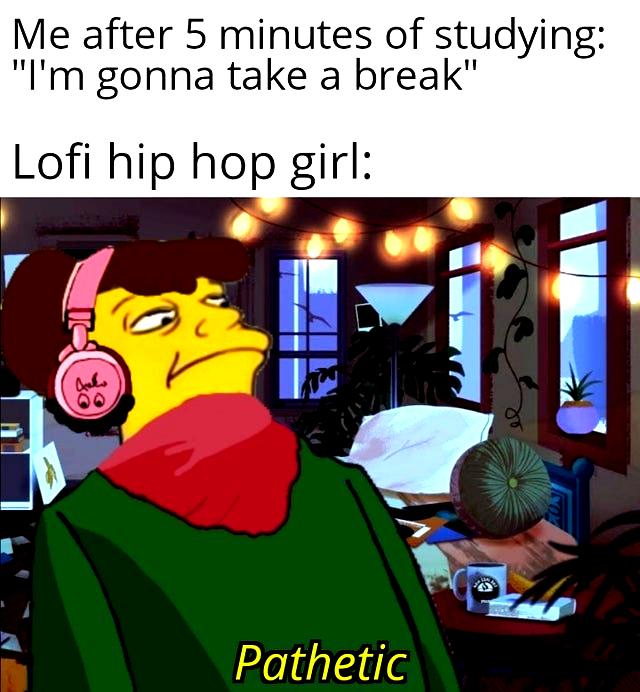 Me after 5 minutes of studying:
"I'm gonna take a break"
Lofi hip hop girl:
Pathetic